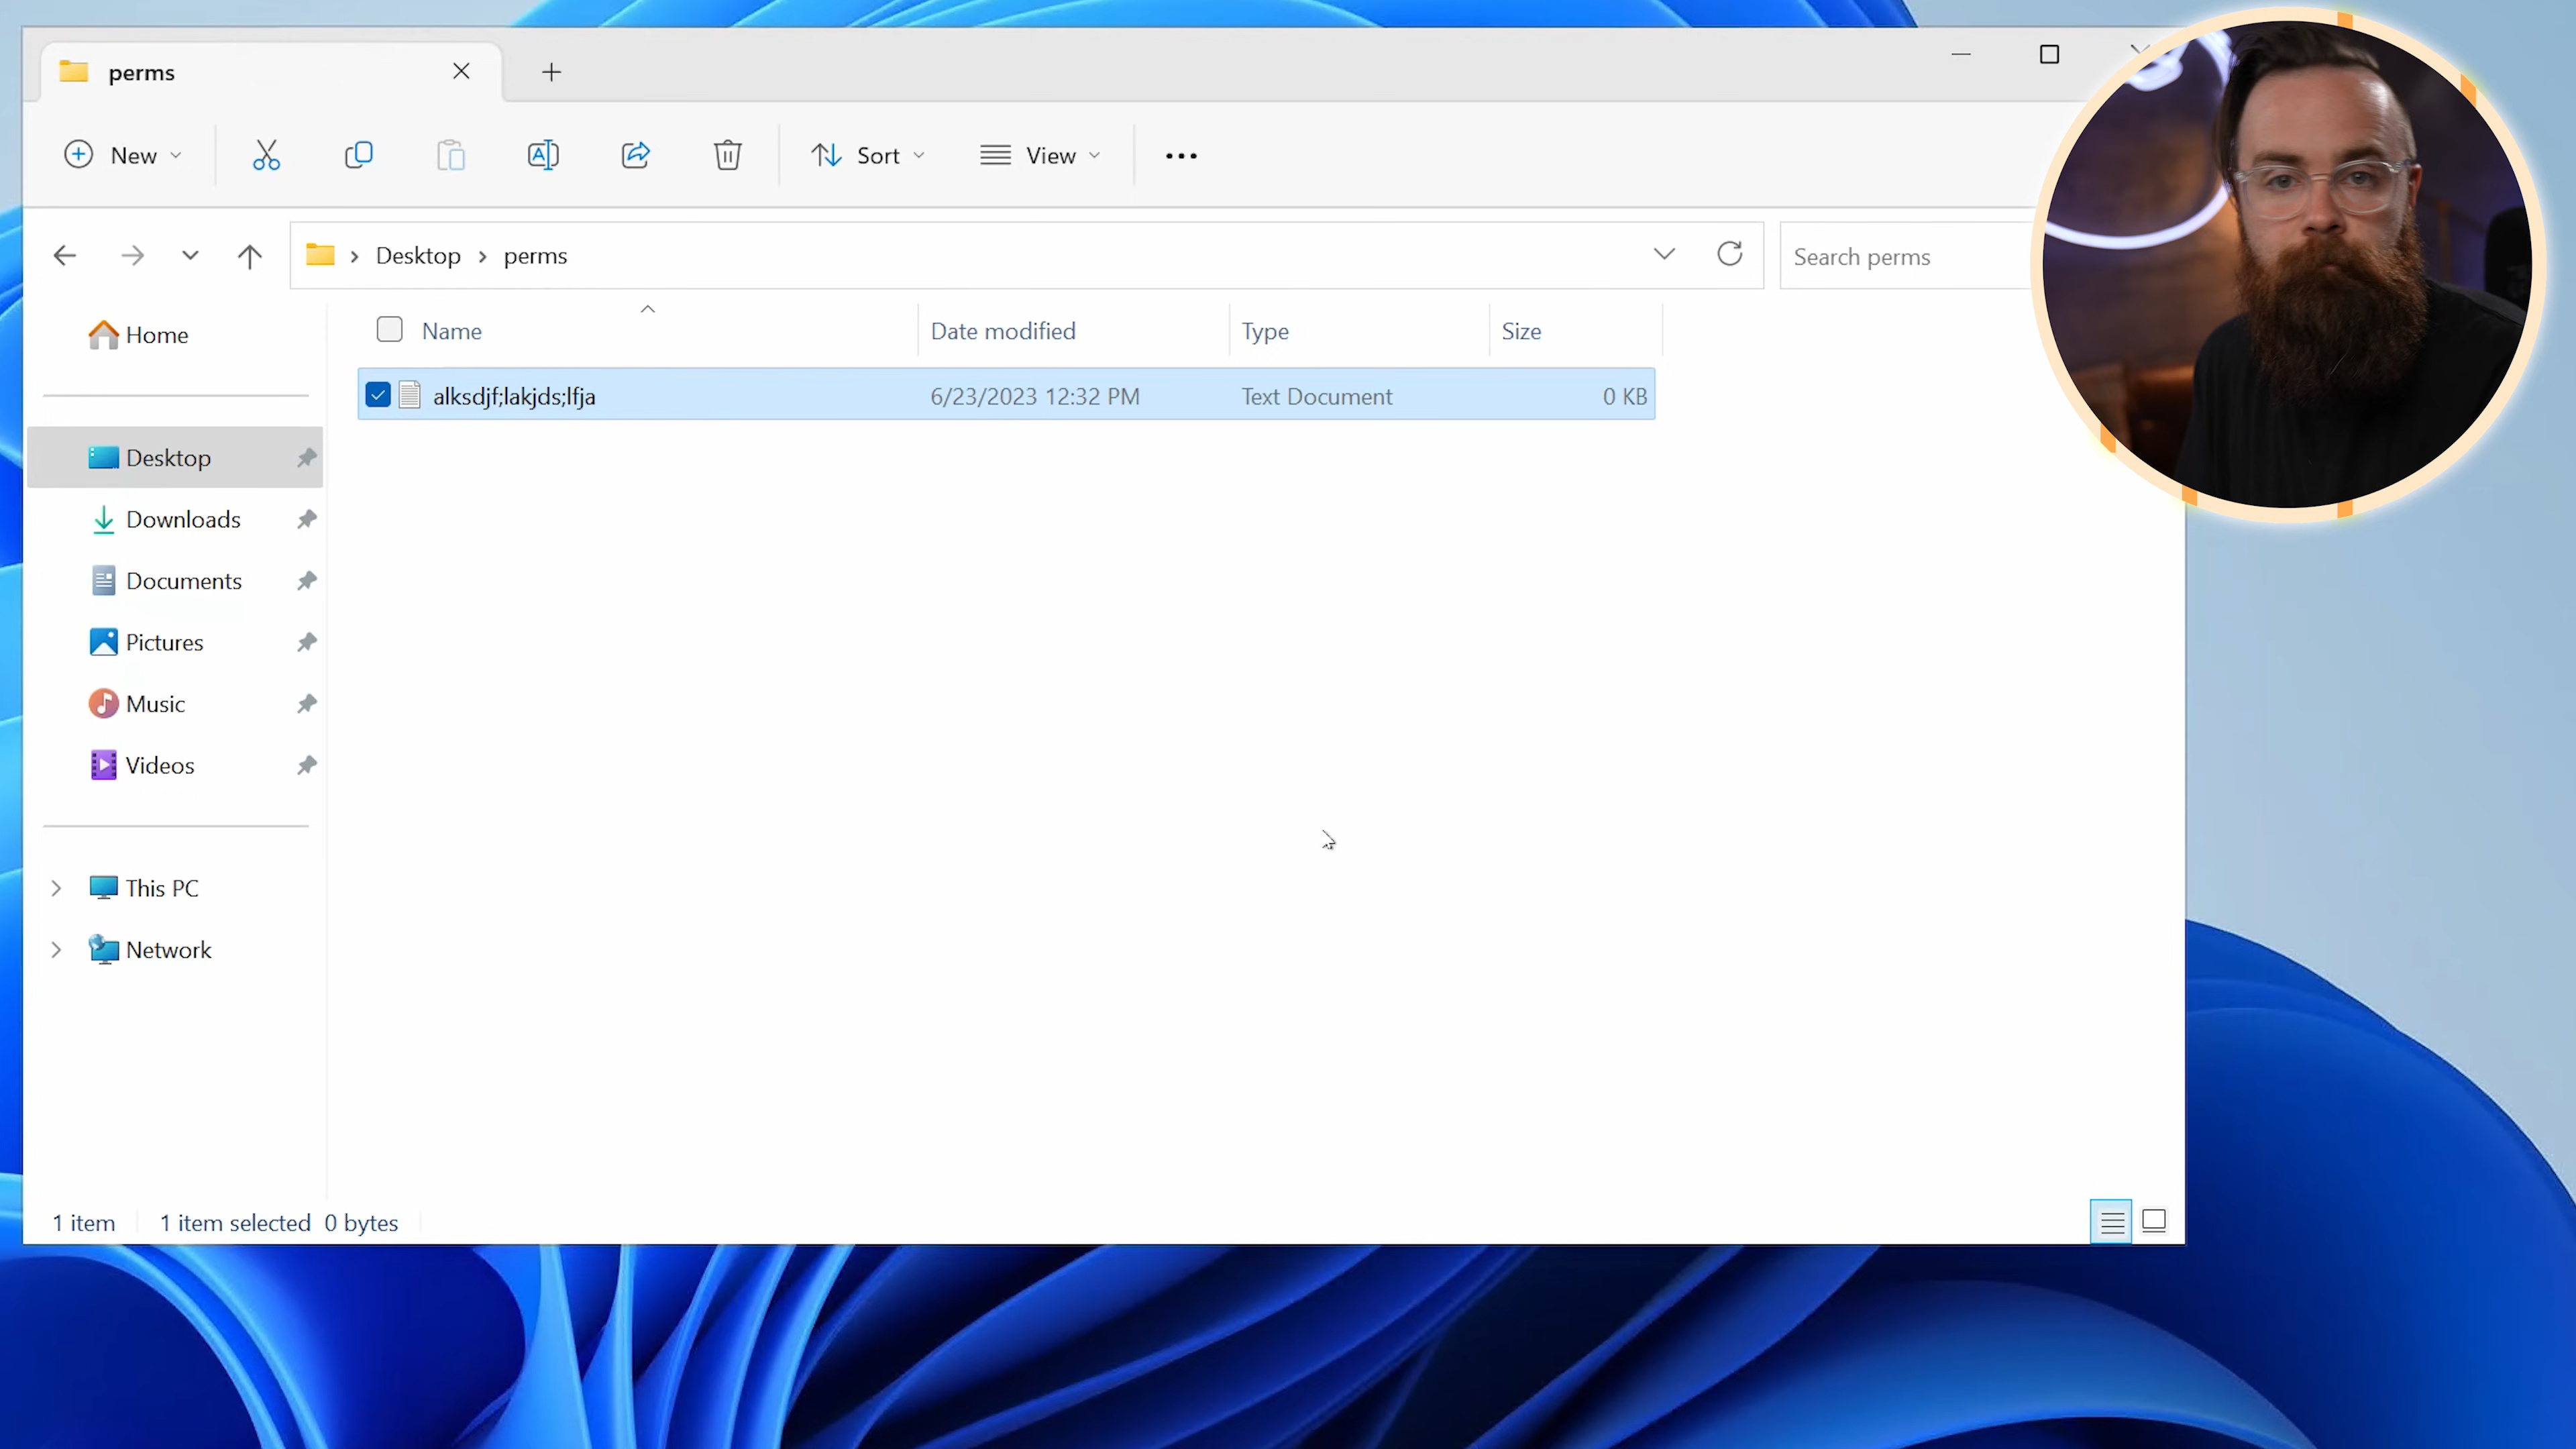 perms
New
Sort
View
Desktop
perms
Search perms
Home
Name
Date modified
Type
Size
alksdjf;lakjds;lfja
6/23/2023 12:32 PM
Text Document
0 KB
Desktop
Downloads
Documents
Pictures
Music
Videos
This PC
Network
1 item
1 item selected 0 bytes